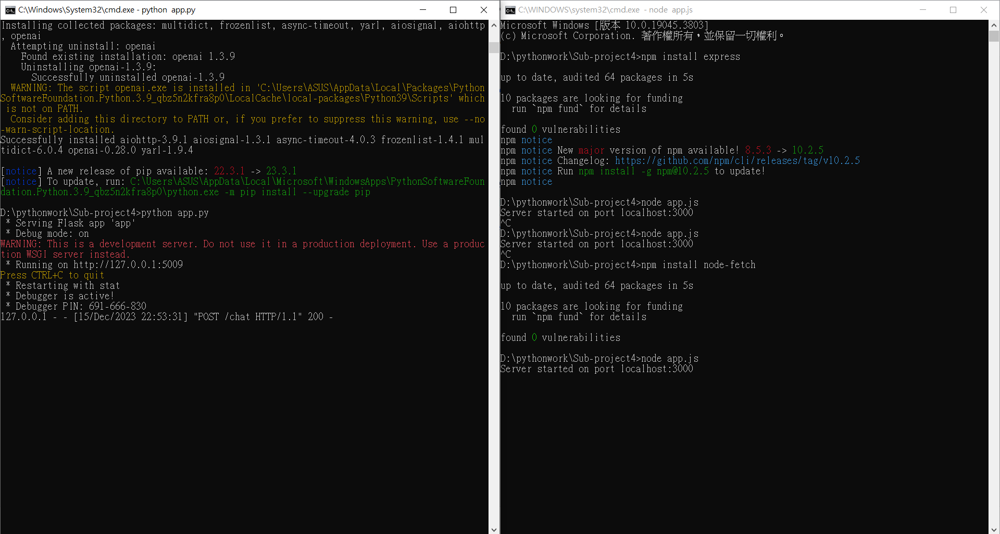 C:\Windows\System32\cmd.exe - python  app.py
Installing collected packages: multidict, frozenlist, async-timeout, yarl, aiosignal, aiohttp
, openai
  Attempting uninstall: openai
    Found existing installation: openai 1.3.9
    Uninstalling openai-1.3.9:
      Successfully uninstalled openai-1.3.9
  WARNING: The script openai.exe is installed in 'C:\Users\ASUS\AppData\Local\Packages\Python
SoftwareFoundation.Python.3.9_qbz5n2kfra8p0\LocalCache\local-packages\Python39\Scripts' which
 is not on PATH.
  Consider adding this directory to PATH or, if you prefer to suppress this warning, use --no
-warn-script-location.
Successfully installed aiohttp-3.9.1 aiosignal-1.3.1 async-timeout-4.0.3 frozenlist-1.4.1 mul
tidict-6.0.4 openai-0.28.0 yarl-1.9.4
[notice] A new release of pip available: 22.3.1 -> 23.3.1
[notice] To update, run: C:\Users\ASUS\AppData\Local\Microsoft\WindowsApps\PythonSoftwareFoun
dation.Python.3.9_qbz5n2kfra8p0\python.exe -m pip install --upgrade pip
D:\pythonwork\Sub-project4>python app.py
 * Serving Flask app 'app'
 * Debug mode: on
WARNING: This is a development server. Do not use it in a production deployment. Use a produc
tion WSGI server instead.
 * Running on http://127.0.0.1:5009
Press CTRL+C to quit
 * Restarting with stat
 * Debugger is active!
 * Debugger PIN: 691-666-830
127.0.0.1 - - [15/Dec/2023 22:53:31] "POST /chat HTTP/1.1" 200 -
C:\WINDOWS\system32\cmd.exe  - node  app.js
Microsoft Windows [版本 10.0.19045.3803]
(c) Microsoft Corporation. 著作權所有，並保留一切權利。
D:\pythonwork\Sub-project4>npm install express
up to date, audited 64 packages in 5s
10 packages are looking for funding
  run `npm fund` for details
found 0 vulnerabilities
npm notice
npm notice New major version of npm available! 8.5.3 -> 10.2.5
npm notice Changelog: https://github.com/npm/cli/releases/tag/v10.2.5
npm notice Run npm install -g npm@10.2.5 to update!
npm notice
D:\pythonwork\Sub-project4>node app.js
Server started on port localhost:3000
^C
D:\pythonwork\Sub-project4>node app.js
Server started on port localhost:3000
^C
D:\pythonwork\Sub-project4>npm install node-fetch
up to date, audited 64 packages in 5s
10 packages are looking for funding
  run `npm fund` for details
found 0 vulnerabilities
D:\pythonwork\Sub-project4>node app.js
Server started on port localhost:3000